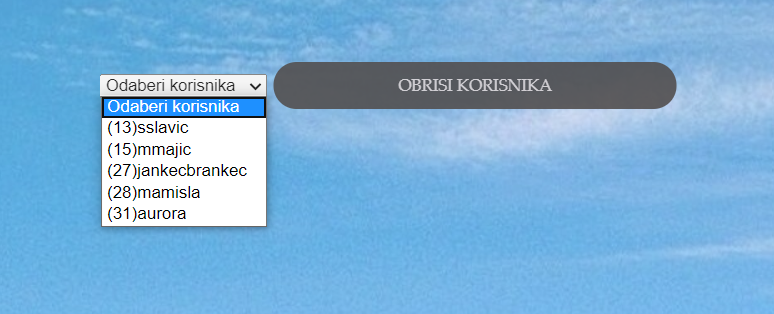 Odaberi korisnika
OBRISI KORISNIKA
Odaberi korisnika
(13)sslavic
(15)mmajic
(27)jankecbrankec
(28)mamisla
(31)aurora